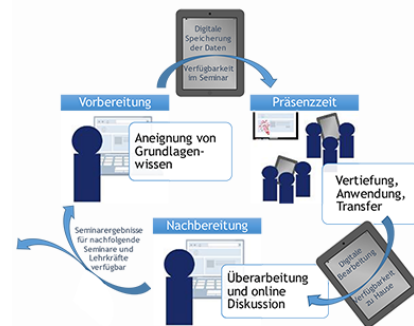 Digitale
Speicherung
der Daten
Verfügbarkeit
im Seminar
Vorbereitung
Präsenzzeit
Aneignung von
Grundlagen-
wissen
Vertiefung,
Anwendung,
Transfer
Nachbereitung
Seminarergebnisse
für nachfolgende
Seminare und
Lehrkräfte
verfügbar
Überarbeitung
und online
Diskussion
Digitale
Bearbeitung
Verfügbarkeit
zu Hause